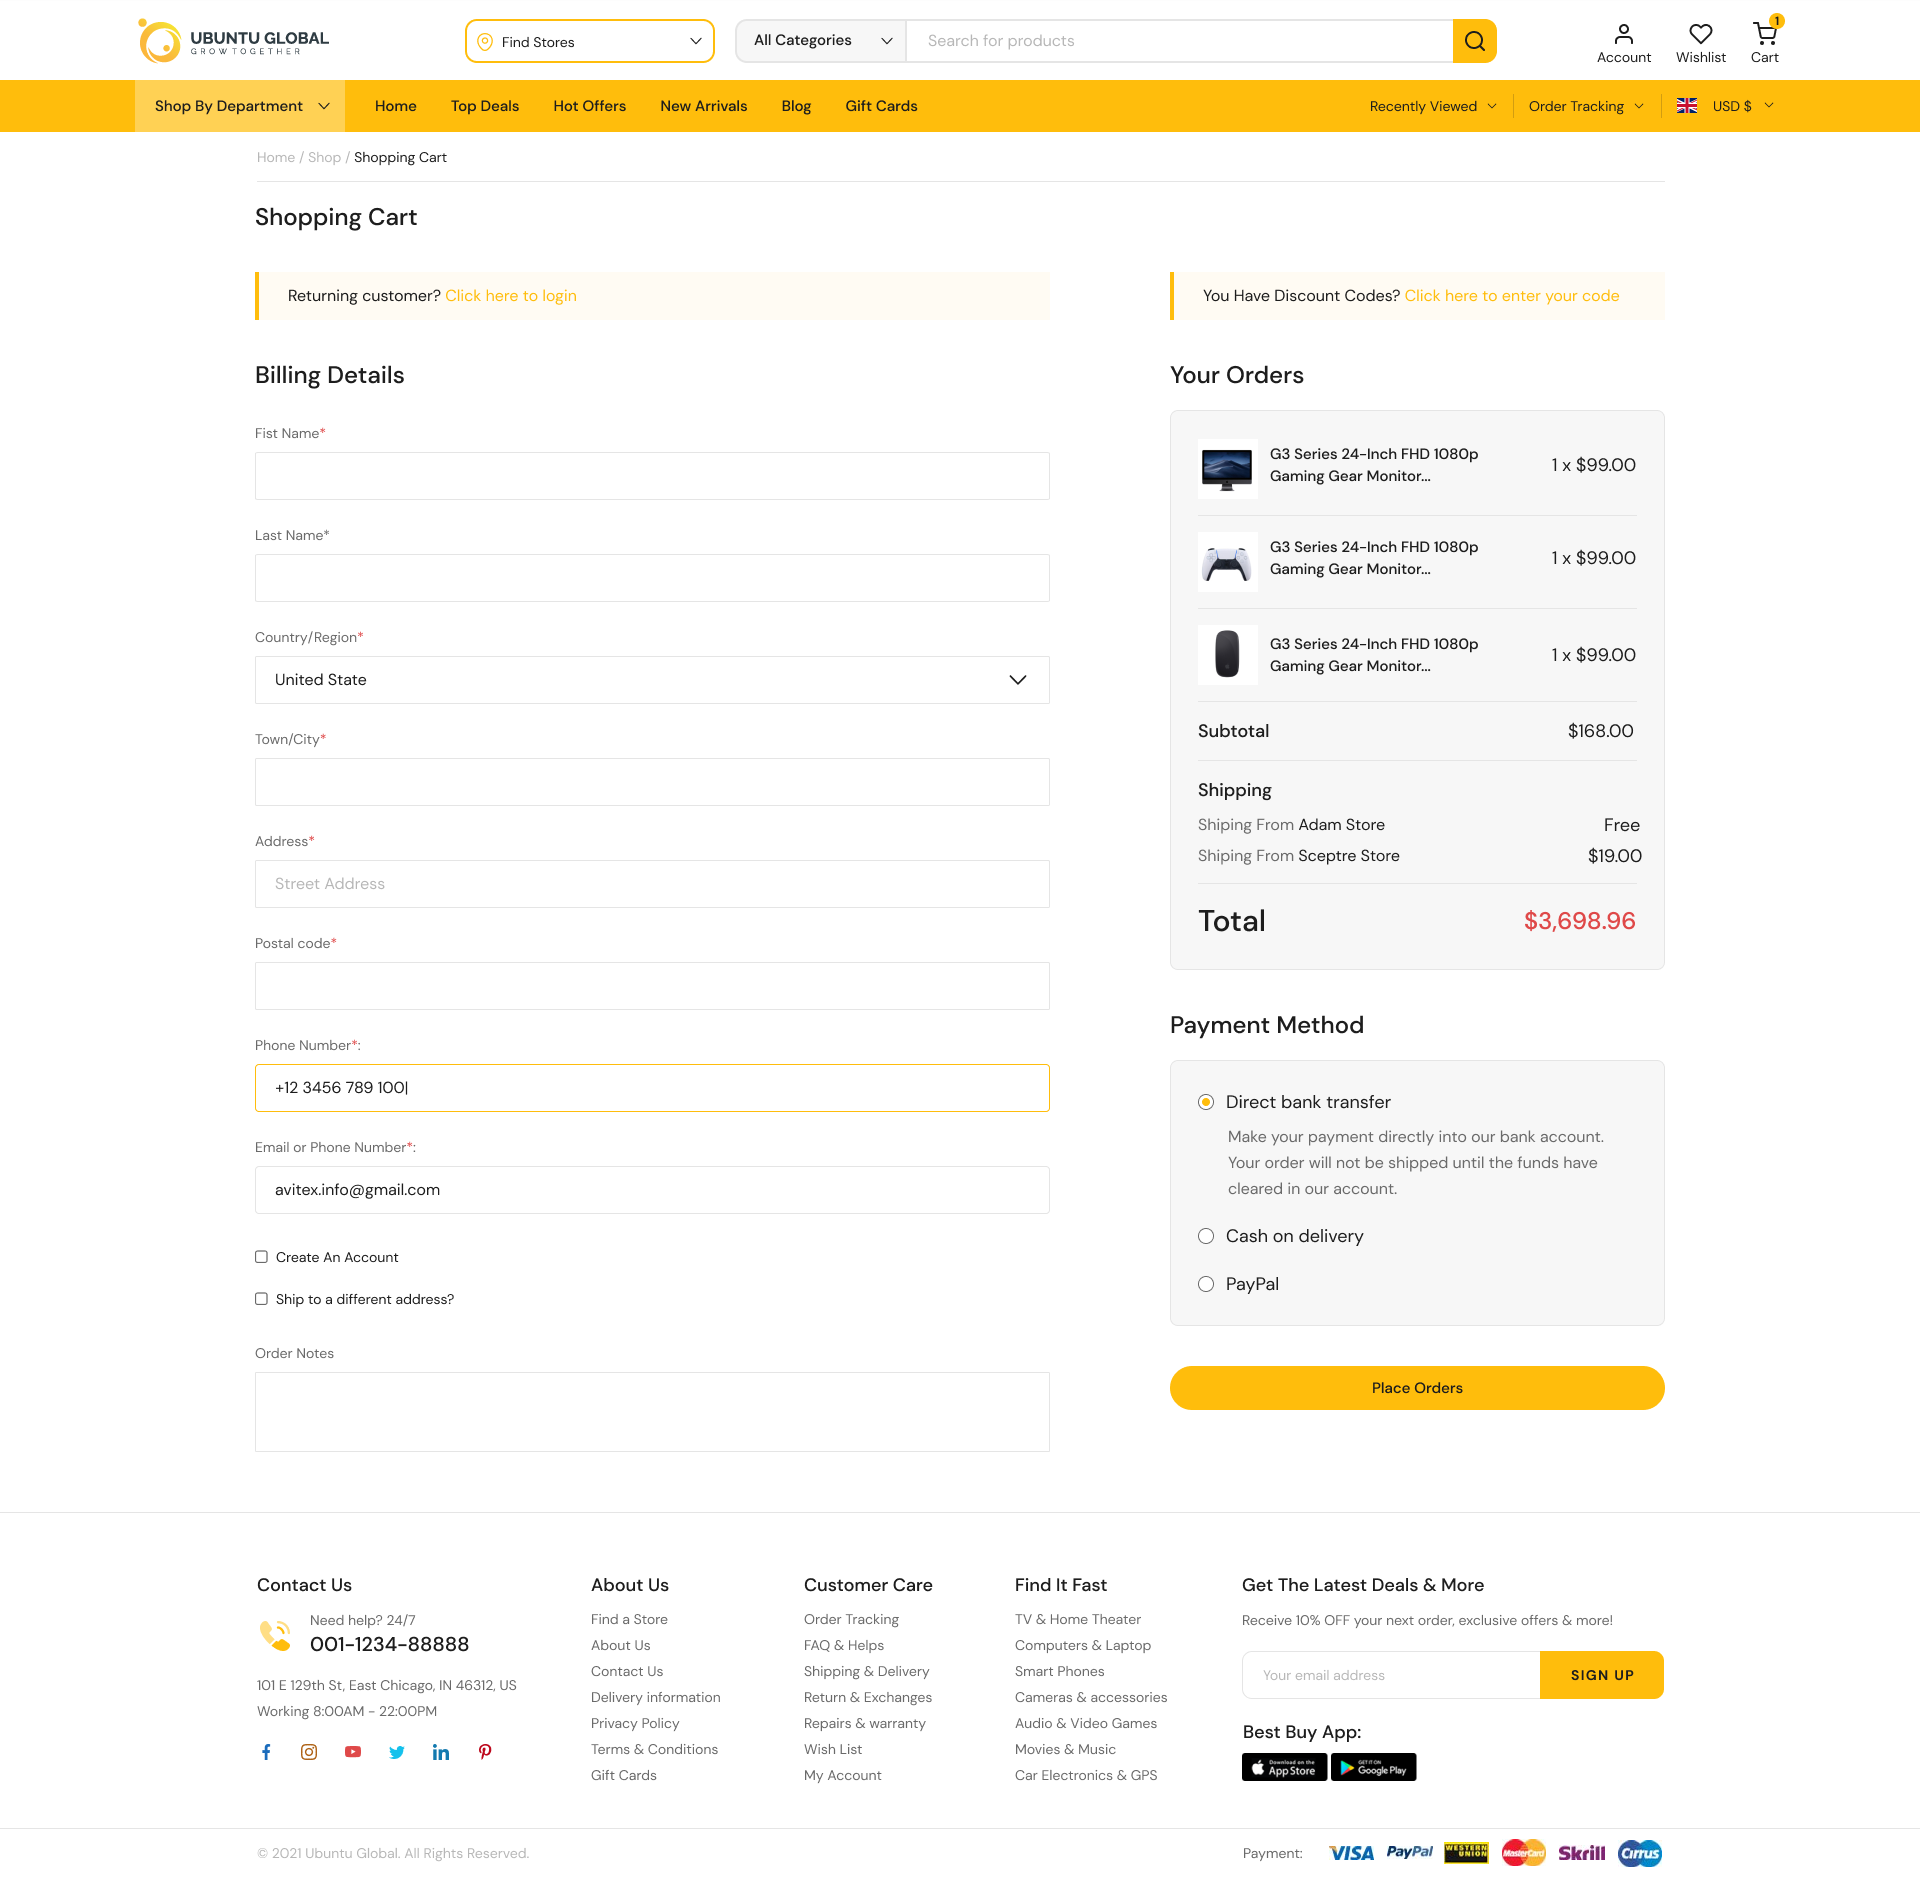 UBUNTU GLOBAL
GROW TOGETHER
Find Stores
All Categories
Search for products
Account
Wishlist
1
Cart
Shop By Department
Home
Top Deals
Hot Offers
New Arrivals
Blog
Gift Cards
Recently Viewed
Order Tracking
USD $
Home / Shop / Shopping Cart
Shopping Cart
Returning customer? Click here to login
You Have Discount Codes? Click here to enter your code
Billing Details
Fist Name*
Last Name*
Country/Region*
United State
Town/City*
Address*
Street Address
Postal code*
Phone Number*:
+12 3456 789 100|
Email or Phone Number*:
avitex.info@gmail.com
Create An Account
Ship to a different address?
Order Notes
Your Orders
G3 Series 24-Inch FHD 1080p
Gaming Gear Monitor...
1 x $99.00
G3 Series 24-Inch FHD 1080p
Gaming Gear Monitor...
1 x $99.00
G3 Series 24-Inch FHD 1080p
Gaming Gear Monitor...
1 x $99.00
Subtotal
$168.00
Shipping
Shiping From Adam Store
Free
Shiping From Sceptre Store
$19.00
Total
$3,698.96
Payment Method
Direct bank transfer
Make your payment directly into our bank account.
Your order will not be shipped until the funds have
cleared in our account.
Cash on delivery
PayPal
Place Orders
Contact Us
Need help? 24/7
001-1234-88888
101 E 129th St, East Chicago, IN 46312, US
Working 8:00AM - 22:00PM
About Us
Find a Store
About Us
Contact Us
Delivery information
Privacy Policy
Terms & Conditions
Gift Cards
Customer Care
Order Tracking
FAQ & Helps
Shipping & Delivery
Return & Exchanges
Repairs & warranty
Wish List
My Account
Find It Fast
TV & Home Theater
Computers & Laptop
Smart Phones
Cameras & accessories
Audio & Video Games
Movies & Music
Car Electronics & GPS
Get The Latest Deals & More
Receive 10% OFF your next order, exclusive offers & more!
Your email address
SIGN UP
Best Buy App:
Download on the
App Store
GET IT ON
Google Play
© 2021 Ubuntu Global. All Rights Reserved.
Payment:
VISA
PayPal
WESTERN
UNION
MasterCard
Skrill
Cirrus